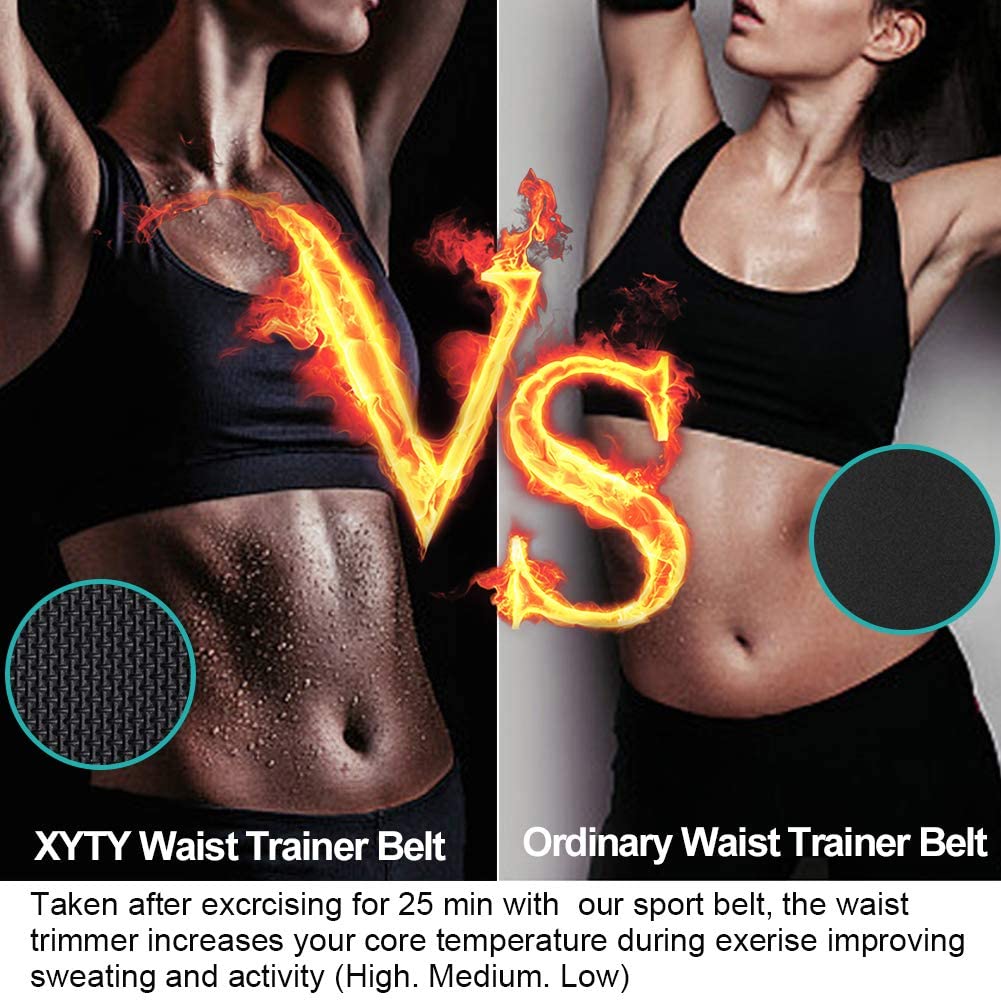 VS
XYTY Waist Trainer Belt
Ordinary Waist Trainer Belt
Taken after excrcising for 25 min with  our sport belt, the waist
trimmer increases your core temperature during exerise improving
sweating and activity (High. Medium. Low)